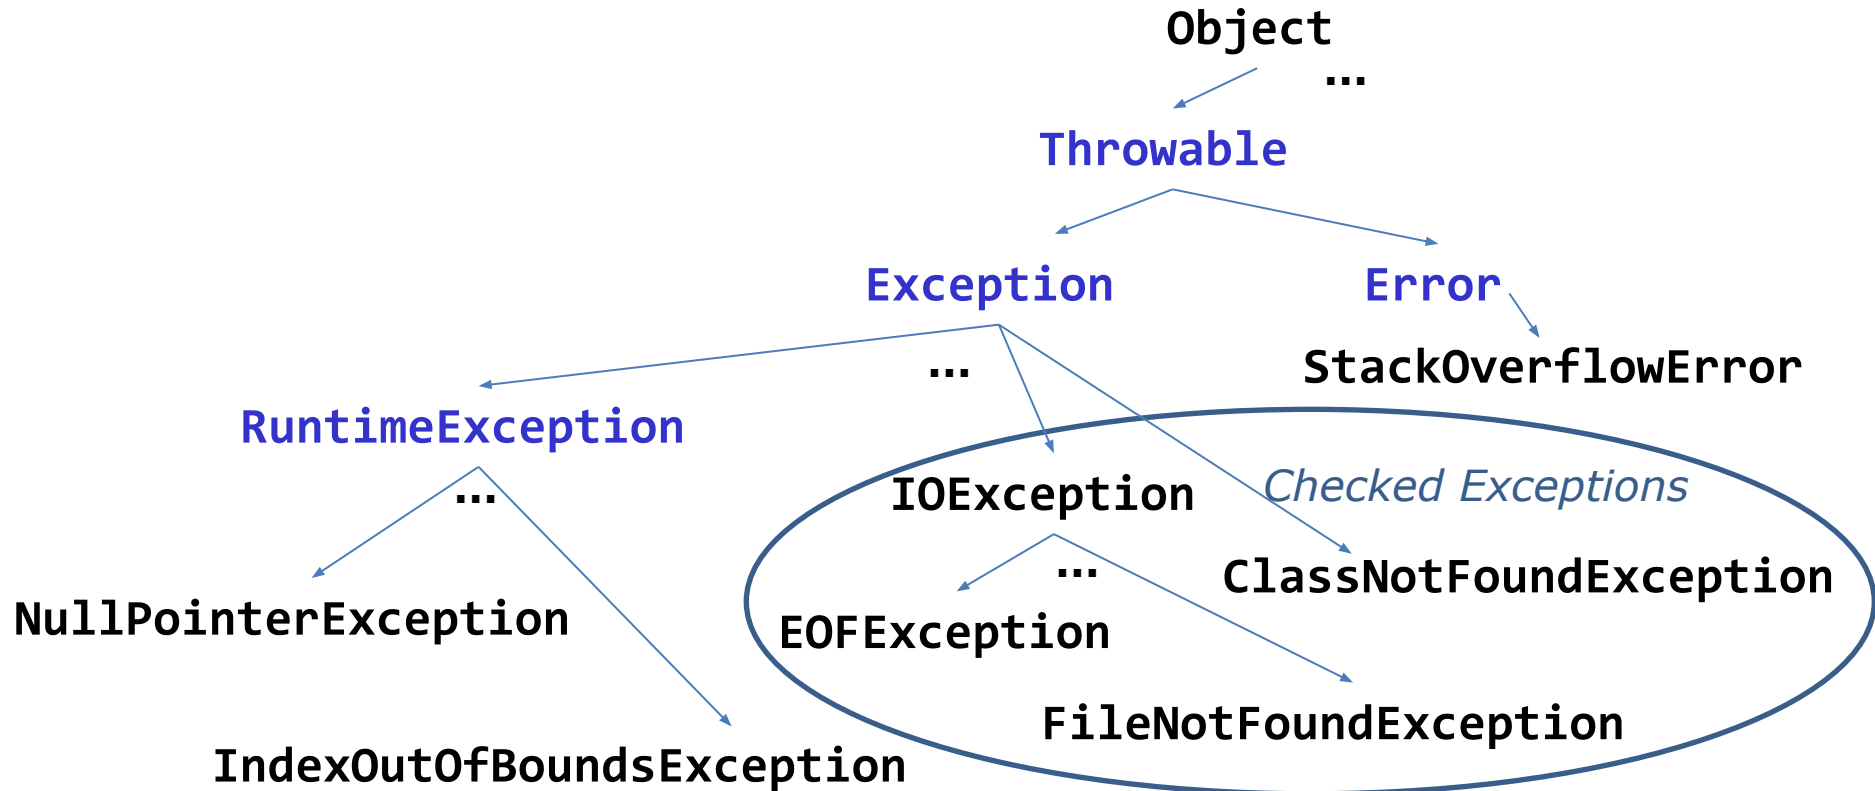 Object
...
Throwable
Exception
Error
...
StackOverflowError
RuntimeException
...
IOException
Checked Exceptions
...
ClassNotFoundException
NullPointerException
EOFException
FileNotFoundException
IndexOutOfBoundsException